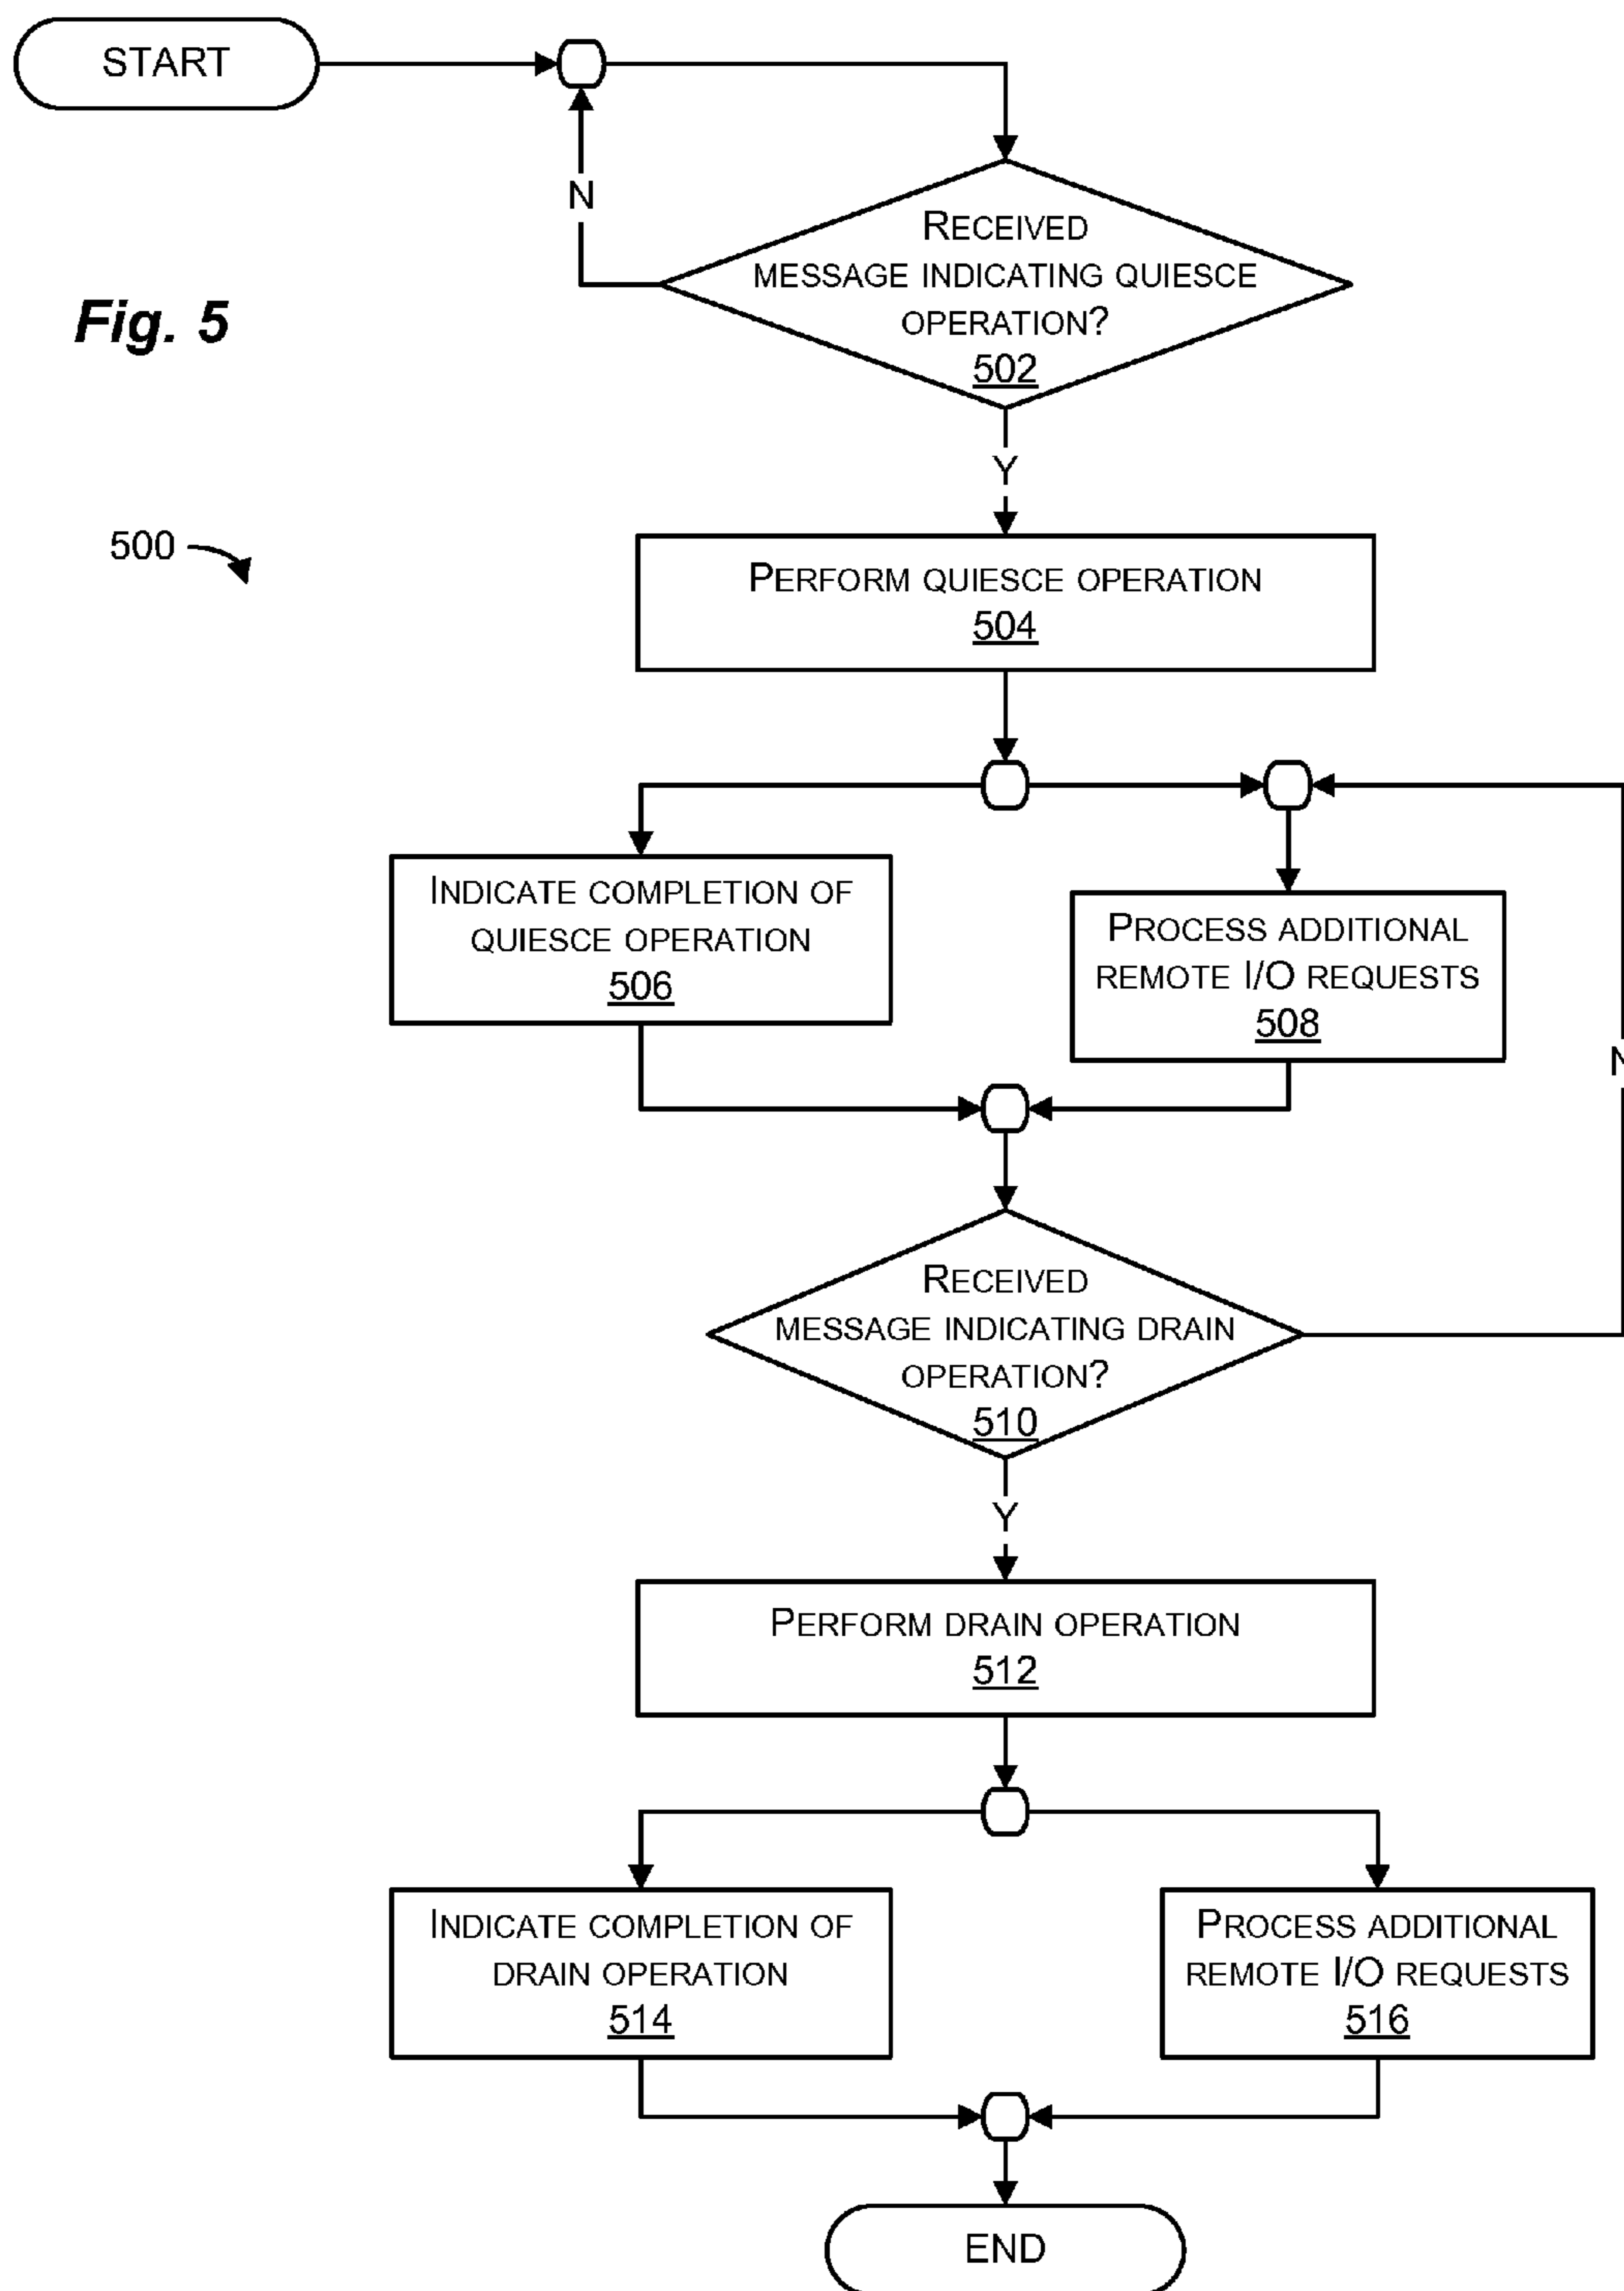 START
N
RECEIVED
MESSAGE INDICATING QUIESCE
OPERATION?
502
Fig. 5
Y
500
PERFORM QUIESCE OPERATION
504
INDICATE COMPLETION OF
QUIESCE OPERATION
506
PROCESS ADDITIONAL
REMOTE I/O REQUESTS
508
N
RECEIVED
MESSAGE INDICATING DRAIN
OPERATION?
510
Y
PERFORM DRAIN OPERATION
512
INDICATE COMPLETION OF
DRAIN OPERATION
514
PROCESS ADDITIONAL
REMOTE I/O REQUESTS
516
END